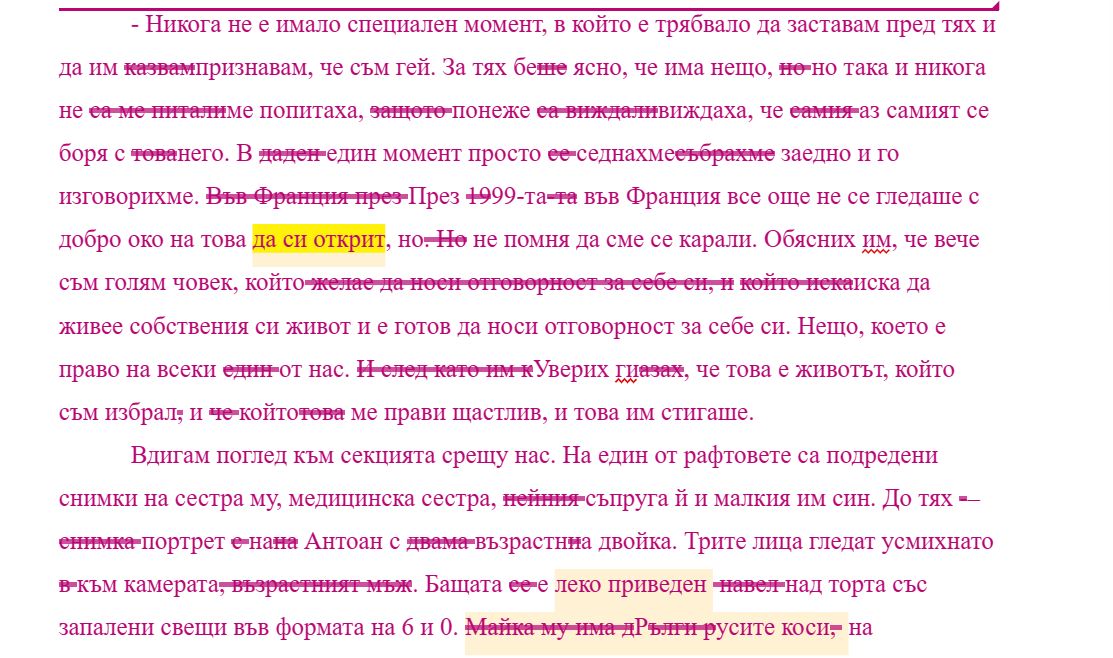 - Никога не е имало специален момент, в който е трябвало да заставам пред тях и
да им казвампризнавам, че съм гей. За тях беше ясно, че има нещо, но но така и никога
не са ме питалиме попитаха, защото понеже са виждаливиждаха, че самия аз самият се
боря с тованего. В даден един момент просто се седнахмесъбрахме заедно и го
изговорихме. Във Франция през През 1999-та-та във Франция все още не се гледаше с
добро око на това да си открит, но. Но не помня да сме се карали. Обясних им, че вече
съм голям човек, който желае да носи отговорност за себе си, и който искаиска да
живее собствения си живот и е готов да носи отговорност за себе си. Нещо, което е
право на всеки един от нас. И след като им кУверих гиазах, че това е животът, който
съм избрал, и че коййтотова ме прави щастлив, и това им стигаше.
Вдигам поглед към секцията срещу нас. На един от рафтовете са подредени
снимки на сестра му, медицинска сестра, нейния съпруга й и малкия им син. До тях -–
снимка портрет е нана Антоан с двама възрастнна двойка. Трите лица гледат усмихнато
в към камерата, възрастният мъж. Бащата се е леко приведен навел над торта със
запалени свещи във формата на 6 и 0. Майка му има дРълги русите коси, на